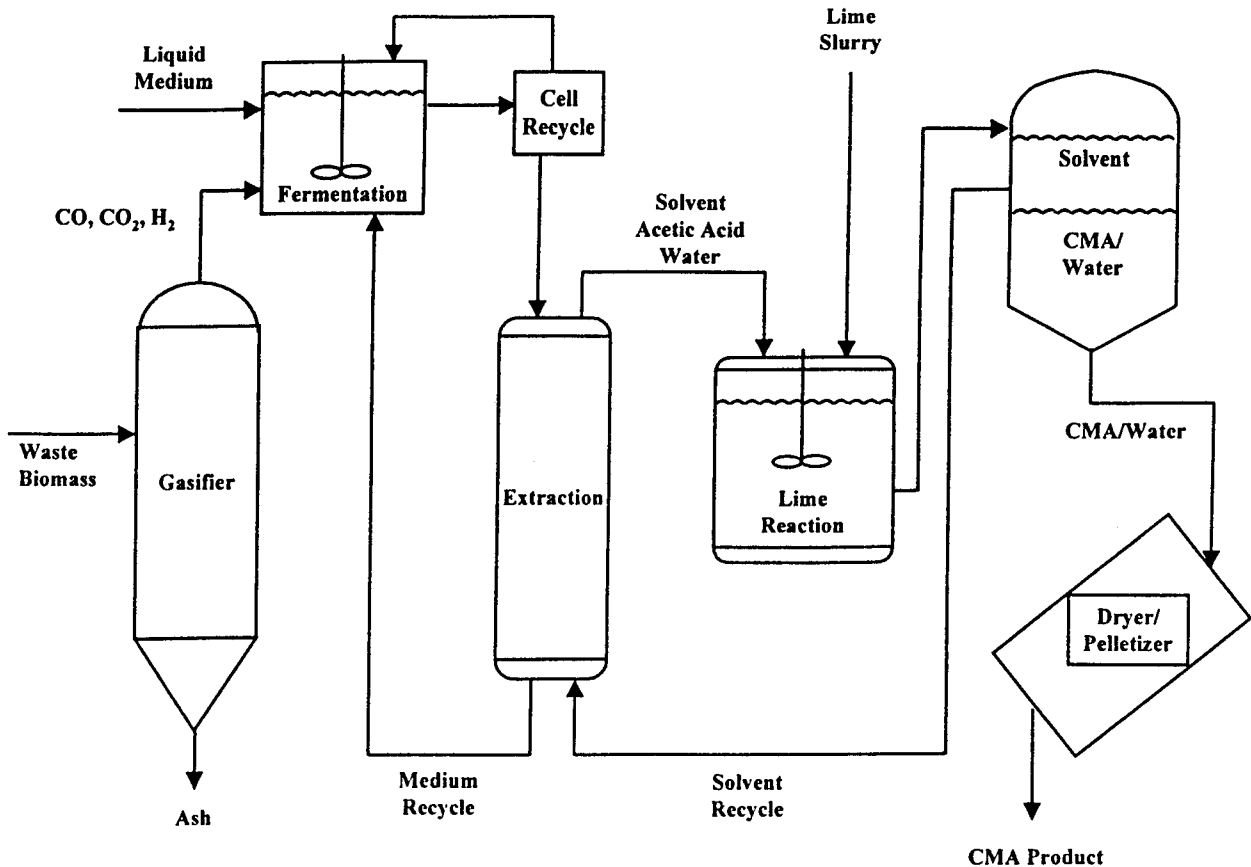 Liquid
Medium
Cell
Recycle
Fermentation
Lime
Slurry
Solvent
CMA/
Water
CO, CO₂, H₂
Solvent
Acetic Acid
Water
Waste
Biomass
Gasifier
Extraction
Lime
Reaction
CMA/Water
Dryer/
Pelletizer
Medium
Recycle
Solvent
Recycle
Ash
CMA Product